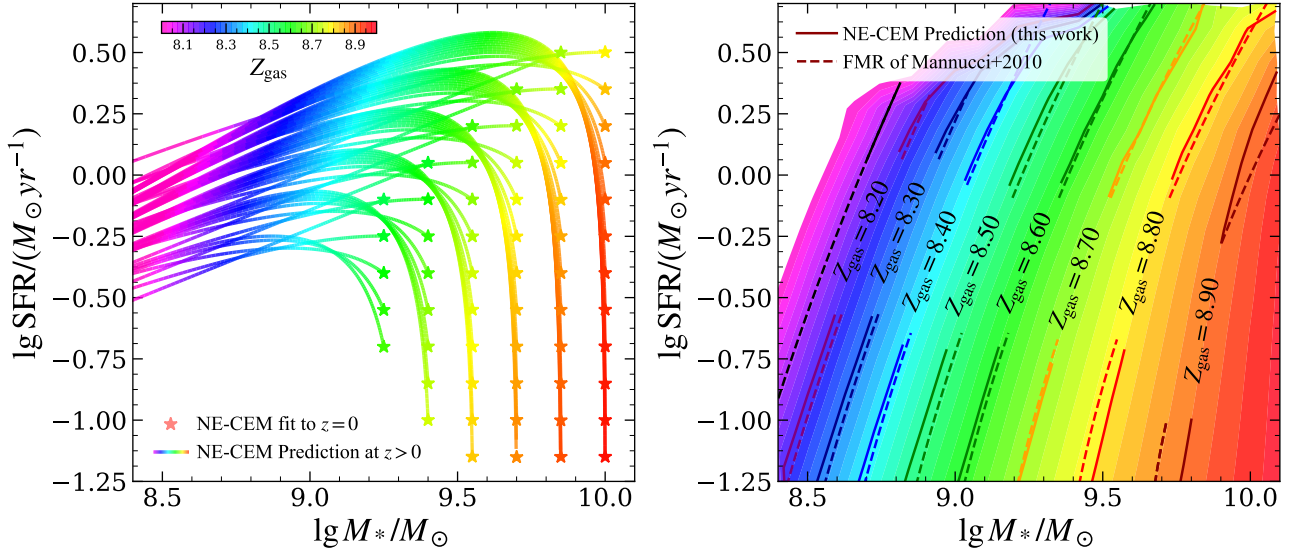 8.1 8.3 8.5 8.7 8.9
Z_gas
0.50
0.25
0.00
−0.25
−0.50
−0.75
−1.00
−1.25
lg SFR/(M⊙ yr⁻¹)
NE-CEM fit to z = 0
NE-CEM Prediction at z > 0
8.5 9.0 9.5 10.0
lg M*/M⊙
NE-CEM Prediction (this work)
FMR of Mannucci+2010
0.50
0.25
0.00
−0.25
−0.50
−0.75
−1.00
−1.25
lg SFR/(M⊙ yr⁻¹)
Z_gas = 8.20
Z_gas = 8.30
Z_gas = 8.40
Z_gas = 8.50
Z_gas = 8.60
Z_gas = 8.70
Z_gas = 8.80
Z_gas = 8.90
8.5 9.0 9.5 10.0
lg M*/M⊙